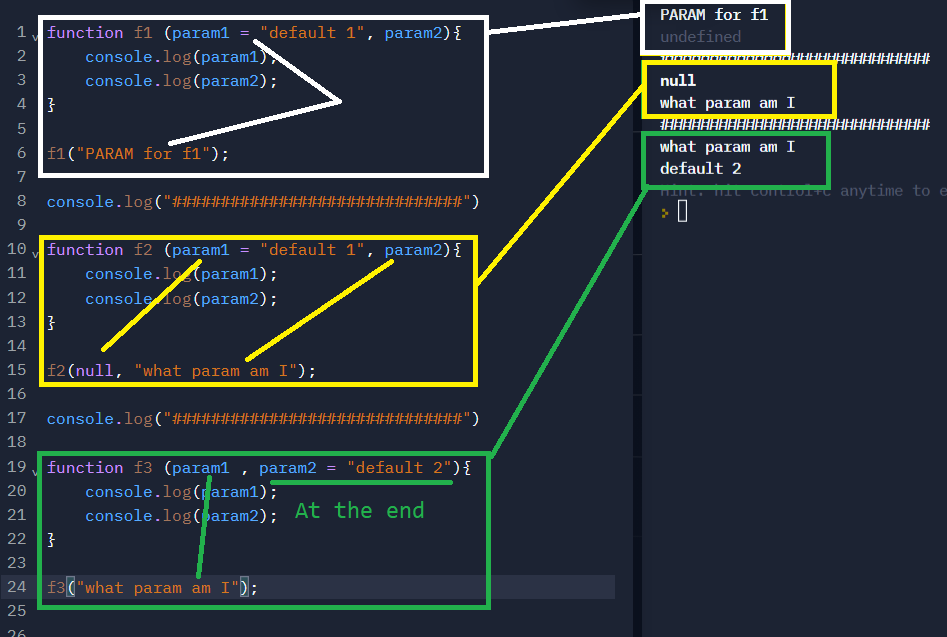 1 function f1 (param1 = "default 1", param2){
2 console.log(param1);
3 console.log(param2);
4 }
5
6 f1("PARAM for f1");
7
8 console.log("##############################")
9
10 function f2 (param1 = "default 1", param2){
11 console.log(param1);
12 console.log(param2);
13 }
14
15 f2(null, "what param am I");
16
17 console.log("##############################")
18
19 function f3 (param1 , param2 = "default 2"){
20 console.log(param1);
21 console.log(param2);
At the end
22 }
23
24 f3("what param am I");
25
26
PARAM for f1
undefined
##############################
null
what param am I
##############################
what param am I
default 2
hint: hit control+c anytime to e
>